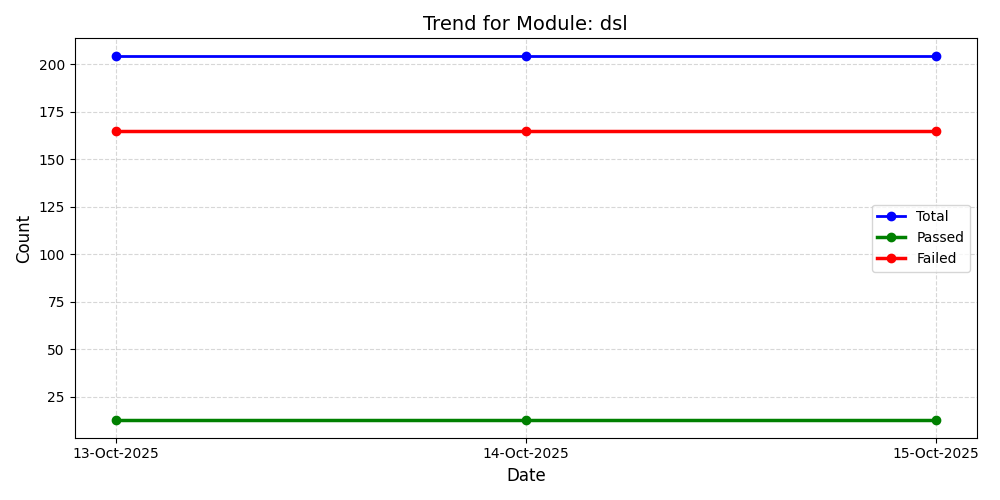 Trend for Module: dsl
Count
200
175
150
125
100
75
50
25
Total
Passed
Failed
13-Oct-2025 14-Oct-2025 15-Oct-2025
Date